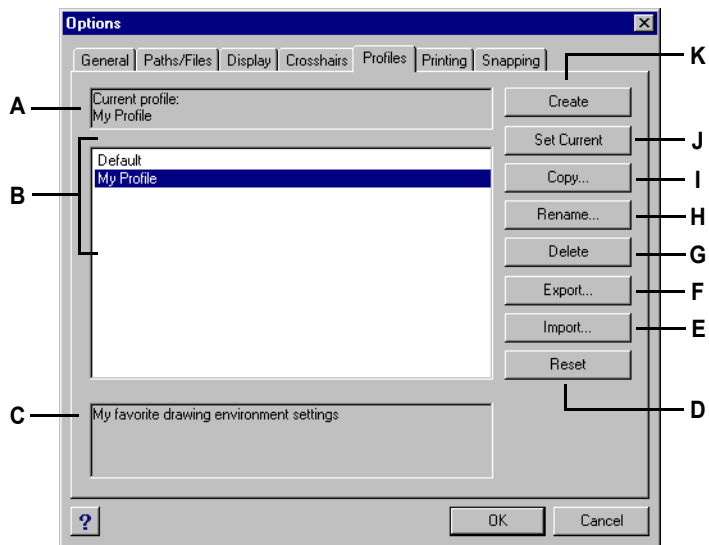 Options
General Paths/Files Display Crosshairs Profiles Printing Snapping
K
A
Current profile:
My Profile
Create
Set Current
J
B
Default
My Profile
Copy...
I
Rename...
H
Delete
G
Export...
F
Import...
E
Reset
D
C
My favorite drawing environment settings
?
OK
Cancel